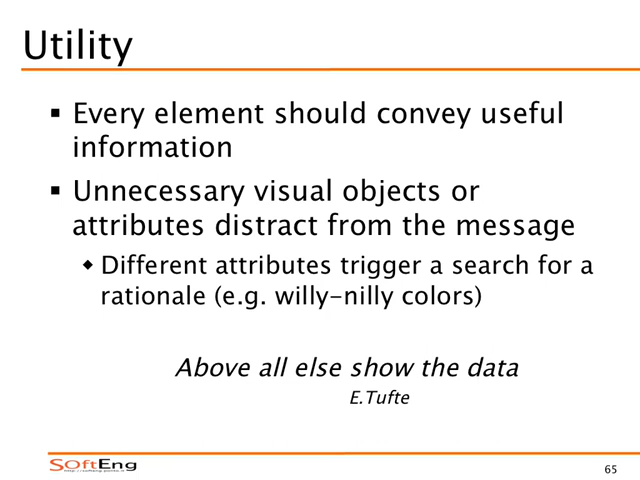 Utility
▪ Every element should convey useful
information
▪ Unnecessary visual objects or
attributes distract from the message
◆ Different attributes trigger a search for a
rationale (e.g. willy-nilly colors)
Above all else show the data
E.Tufte
SOftEng
65